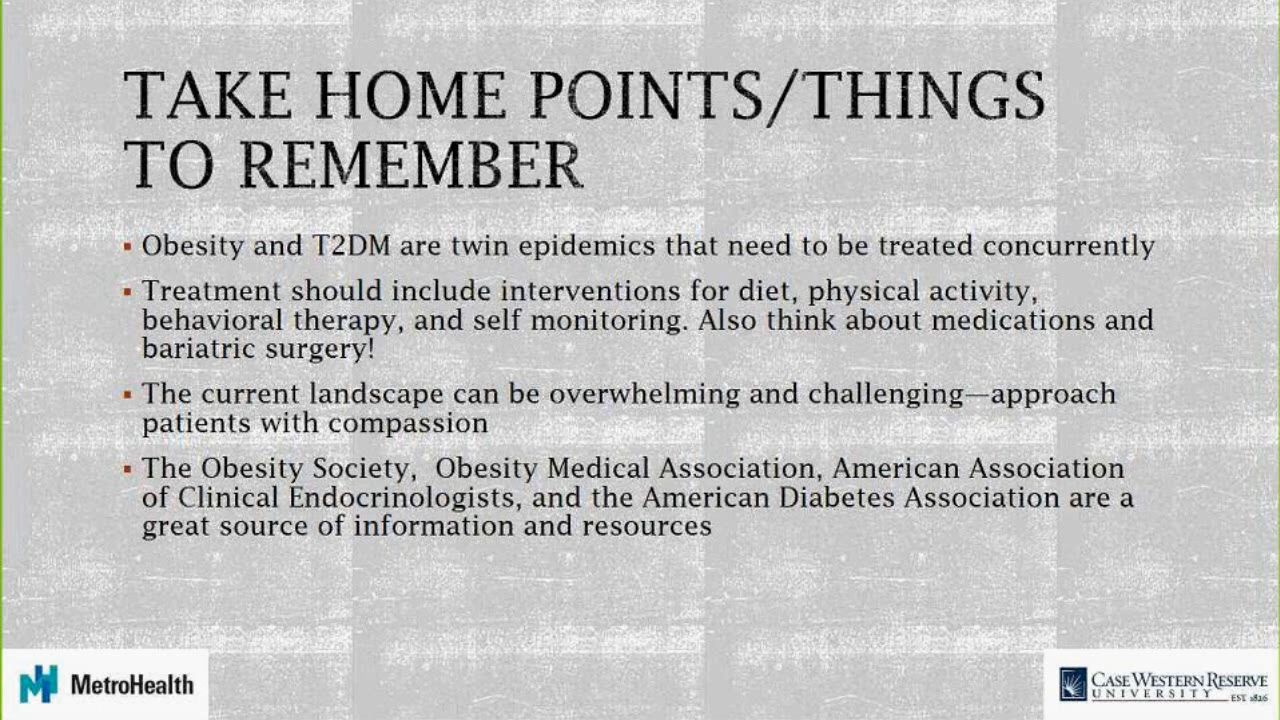 TAKE HOME POINTS/THINGS
TO REMEMBER
▪ Obesity and T2DM are twin epidemics that need to be treated concurrently
▪ Treatment should include interventions for diet, physical activity,
behavioral therapy, and self monitoring. Also think about medications and
bariatric surgery!
▪ The current landscape can be overwhelming and challenging—approach
patients with compassion
▪ The Obesity Society,  Obesity Medical Association, American Association
of Clinical Endocrinologists, and the American Diabetes Association are a
great source of information and resources
MetroHealth
CASE WESTERN RESERVE
UNIVERSITY
EST. 1826